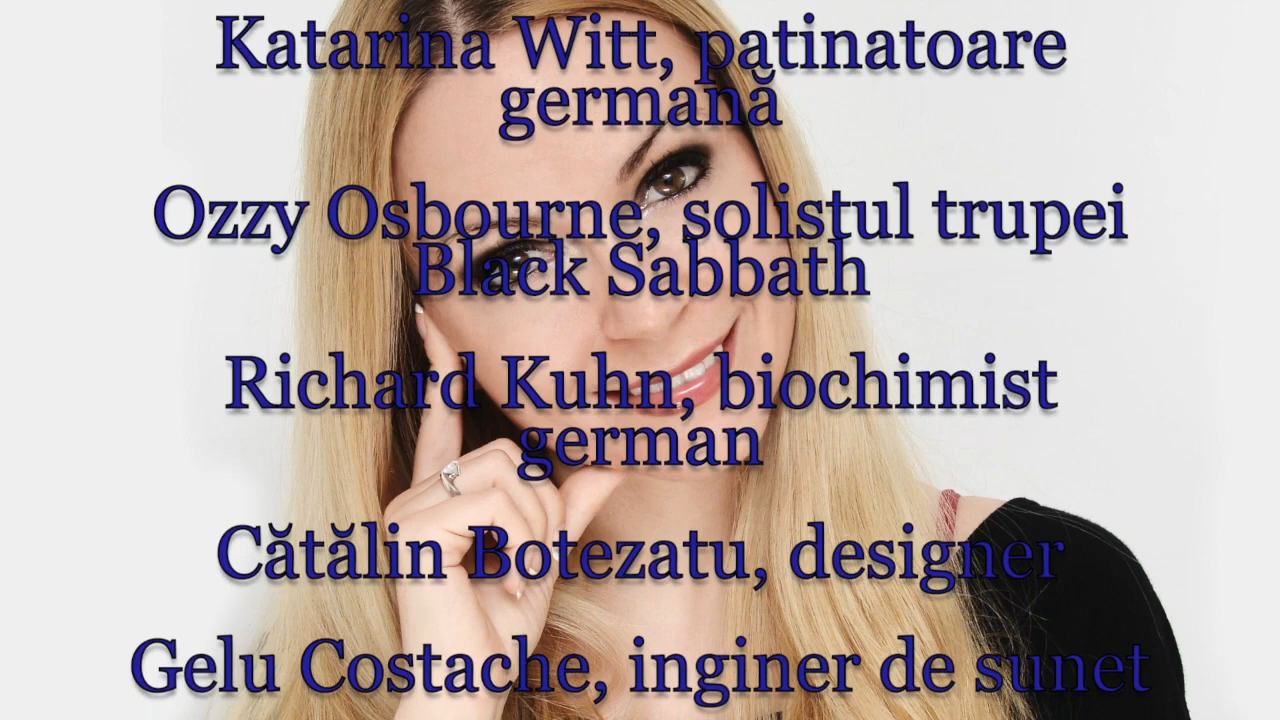 Katarina Witt, patinatoare
germană
Ozzy Osbourne, solistul trupei
Black Sabbath
Richard Kuhn, biochimist
german
Cătălin Botezatu, designer
Gelu Costache, inginer de sunet